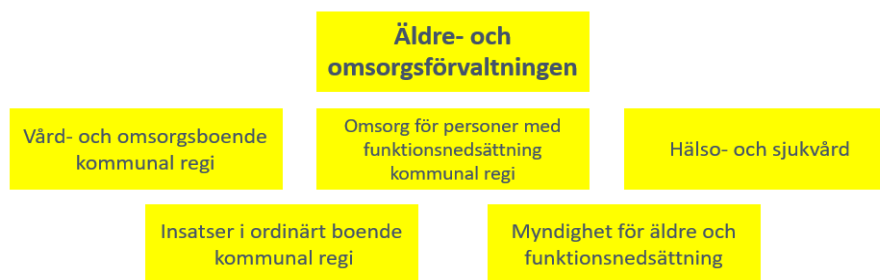 Äldre- och
omsorgsförvaltningen
Vård- och omsorgsboende
kommunal regi
Omsorg för personer med
funktionsnedsättning
kommunal regi
Hälso- och sjukvård
Insatser i ordinärt boende
kommunal regi
Myndighet för äldre och
funktionsnedsättning